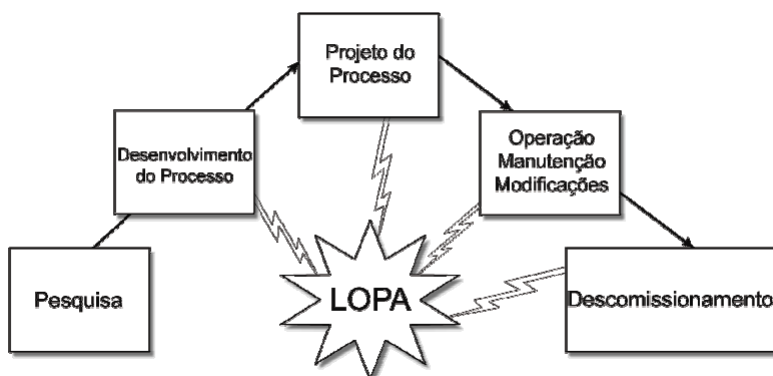 Projeto do
Processo
Desenvolvimento
do Processo
Operação
Manutenção
Modificações
Pesquisa
LOPA
Descomissionamento